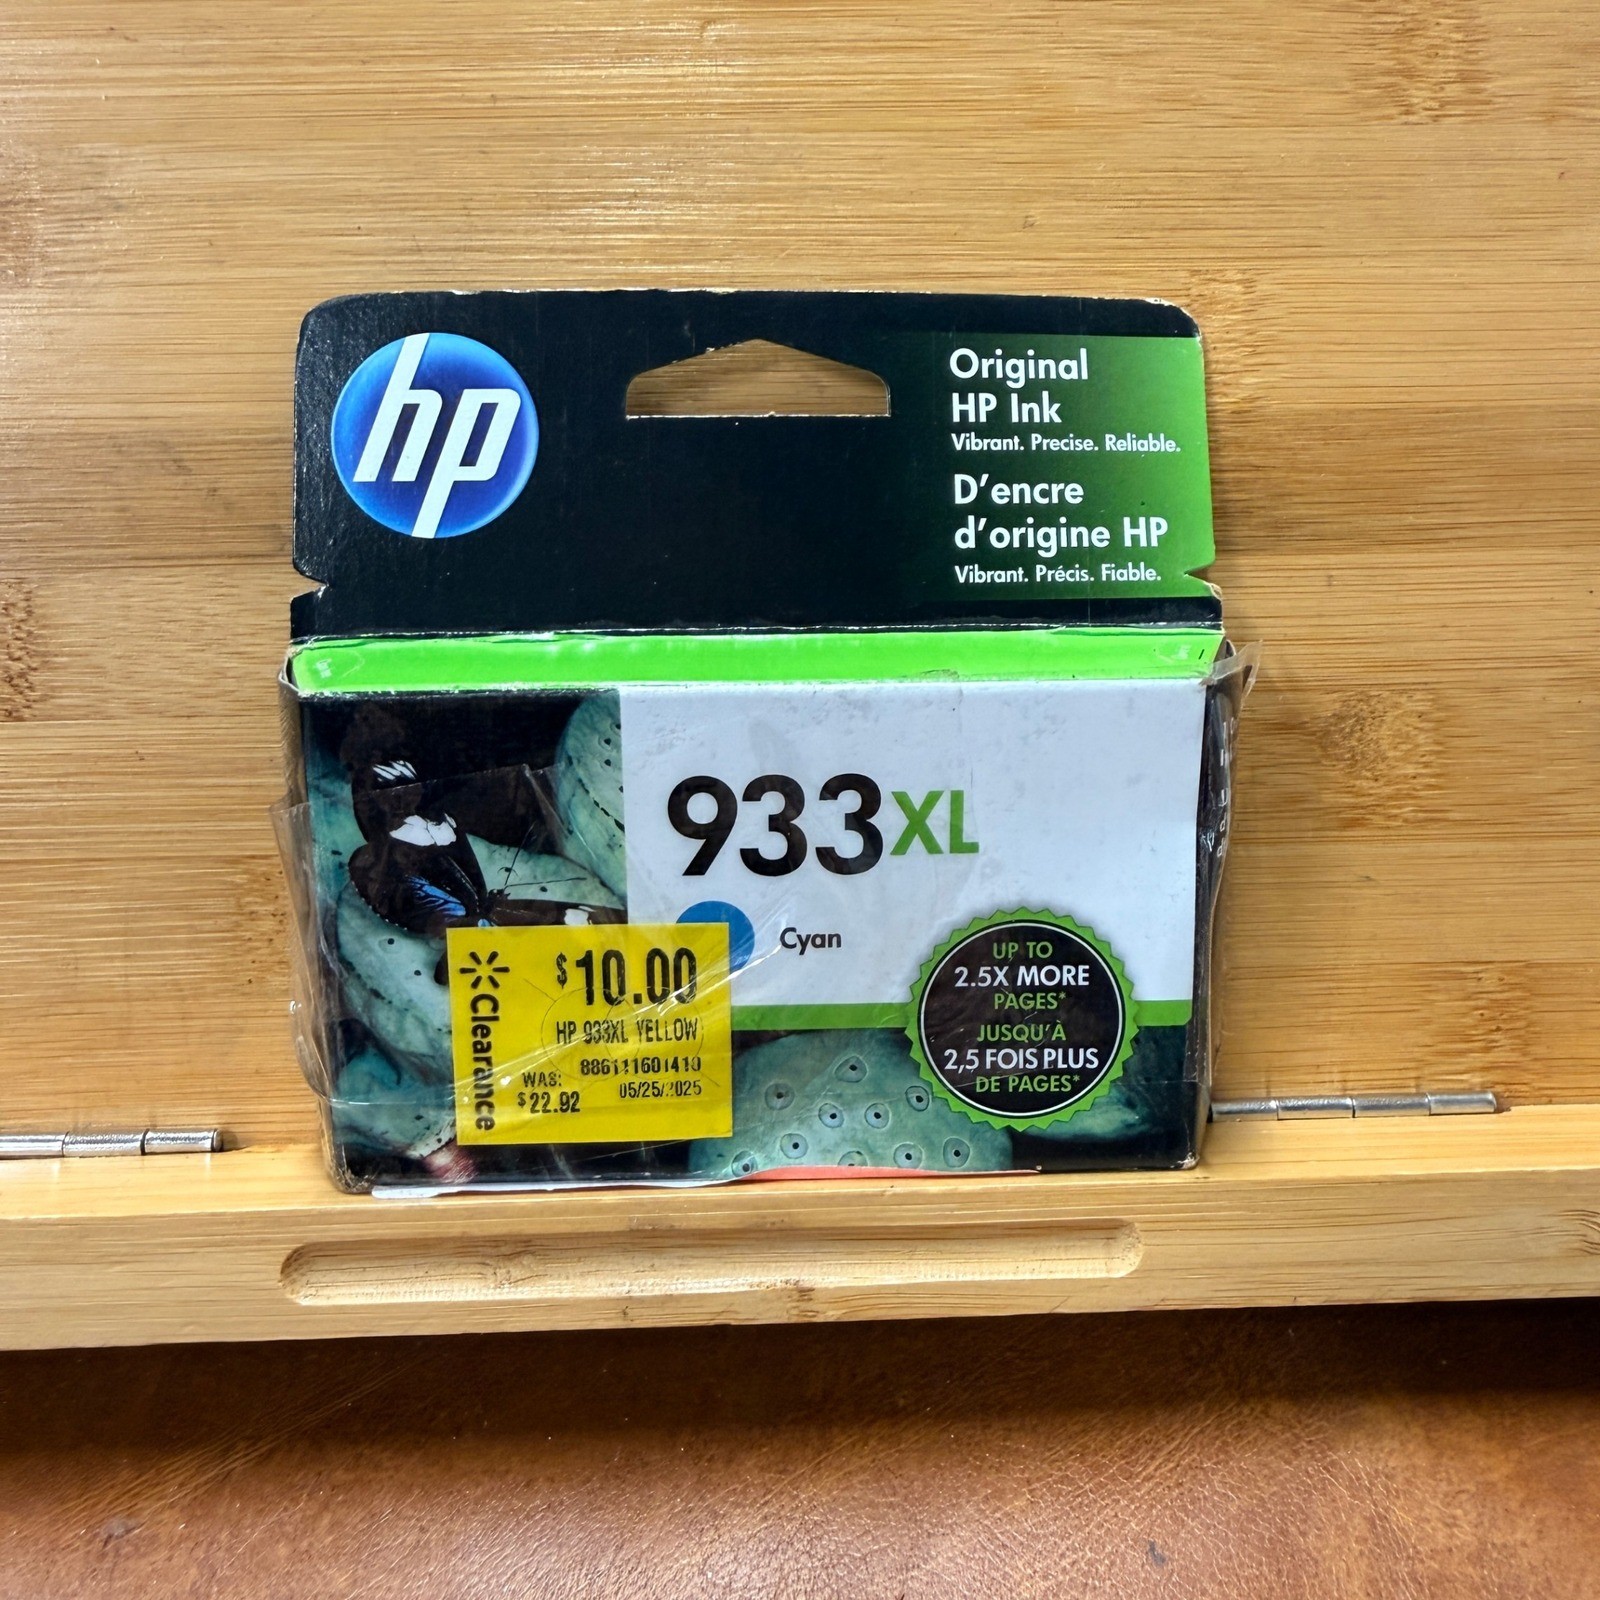 hp
Original
HP Ink
Vibrant. Precise. Reliable.
D'encre
d'origine HP
Vibrant. Précis. Fiable.
933XL
Cyan
UP TO
2.5X MORE
PAGES*
JUSQU'À
2,5 FOIS PLUS
DE PAGES*
Clearance
$10.00
HP 933XL YELLOW
886111601410
WAS:
$22.92
05/25/2025